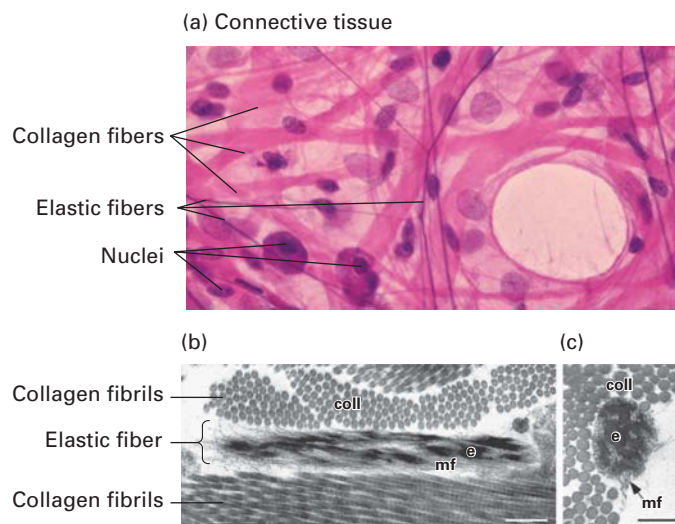 (a) Connective tissue
Collagen fibers
Elastic fibers
Nuclei
(b)
(c)
Collagen fibrils
coll
coll
Elastic fiber
e
e
mf
mf
Collagen fibrils